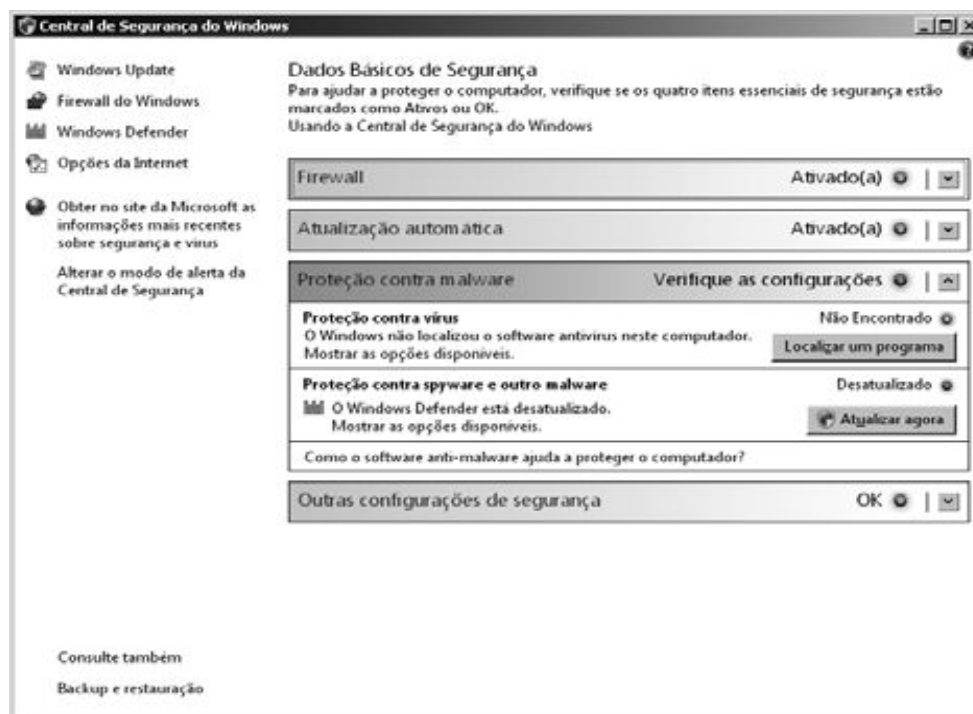 Central de Segurança do Windows
Windows Update
Firewall do Windows
Windows Defender
Opções da Internet
Obter no site da Microsoft as
informações mais recentes
sobre segurança e vírus
Alterar o modo de alerta da
Central de Segurança
Consulte também
Backup e restauração
Dados Básicos de Segurança
Para ajudar a proteger o computador, verifique se os quatro itens essenciais de segurança estão
marcados como Ativos ou OK.
Usando a Central de Segurança do Windows
Firewall Ativado(a)
Atualização automática Ativado(a)
Proteção contra malware Verifique as configurações
Proteção contra vírus Não Encontrado
O Windows não localizou o software antivírus neste computador.
Mostrar as opções disponíveis. Localizar um programa
Proteção contra spyware e outro malware Desatualizado
O Windows Defender está desatualizado.
Mostrar as opções disponíveis. Atualizar agora
Como o software anti-malware ajuda a proteger o computador?
Outras configurações de segurança OK